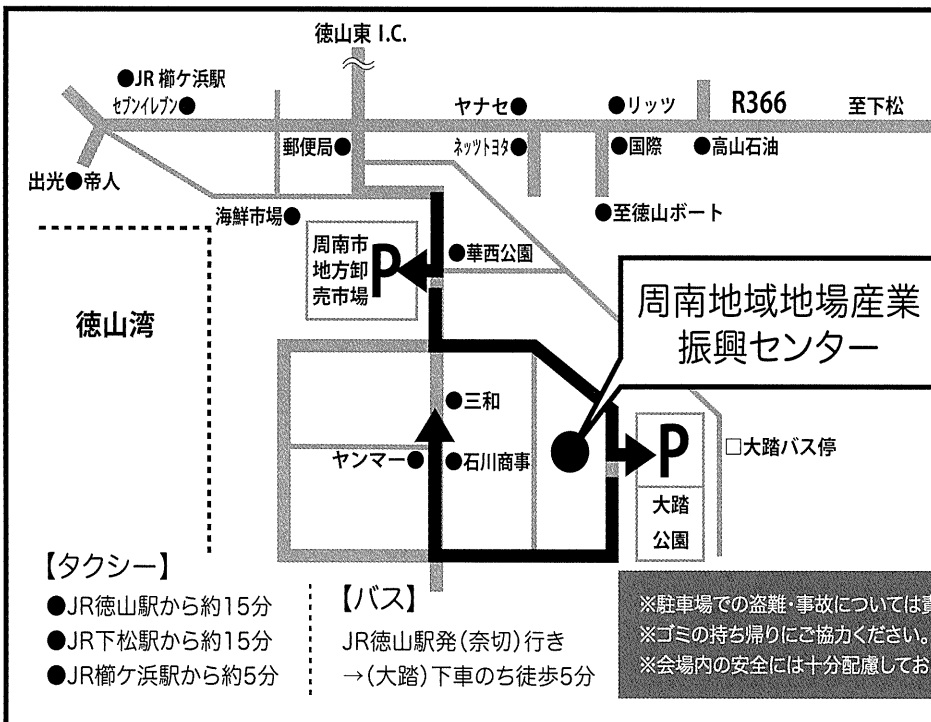 徳山東 I.C.
●JR 櫛ケ浜駅
セブンイレブン●
ヤナセ●
●リッツ
R366
至下松
郵便局●
ネッツトヨタ●
●国際
●高山石油
出光●帝人
海鮮市場●
●至徳山ボート
周南市
地方卸
売市場
P
●華西公園
徳山湾
周南地域地場産業
振興センター
●三和
ヤンマー●
●石川商事
P
□大踏バス停
大踏
公園
【タクシー】
●JR徳山駅から約15分
●JR下松駅から約15分
●JR櫛ケ浜駅から約5分
【バス】
JR徳山駅発(奈切)行き
→(大踏)下車のち徒歩5分
※駐車場での盗難・事故については責
※ゴミの持ち帰りにご協力ください。
※会場内の安全には十分配慮してお